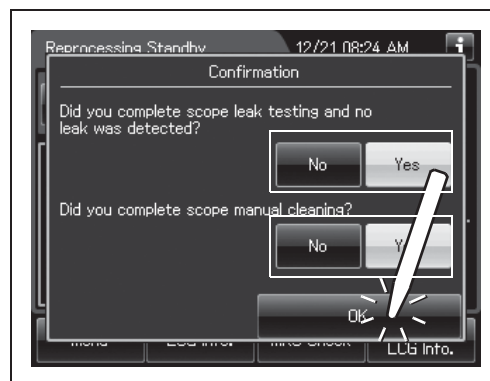 Reprocessing Standby 12/21 08:24 AM i
Confirmation
Did you complete scope leak testing and no
leak was detected?
No Yes
Did you complete scope manual cleaning?
No
OK
LCG Info.